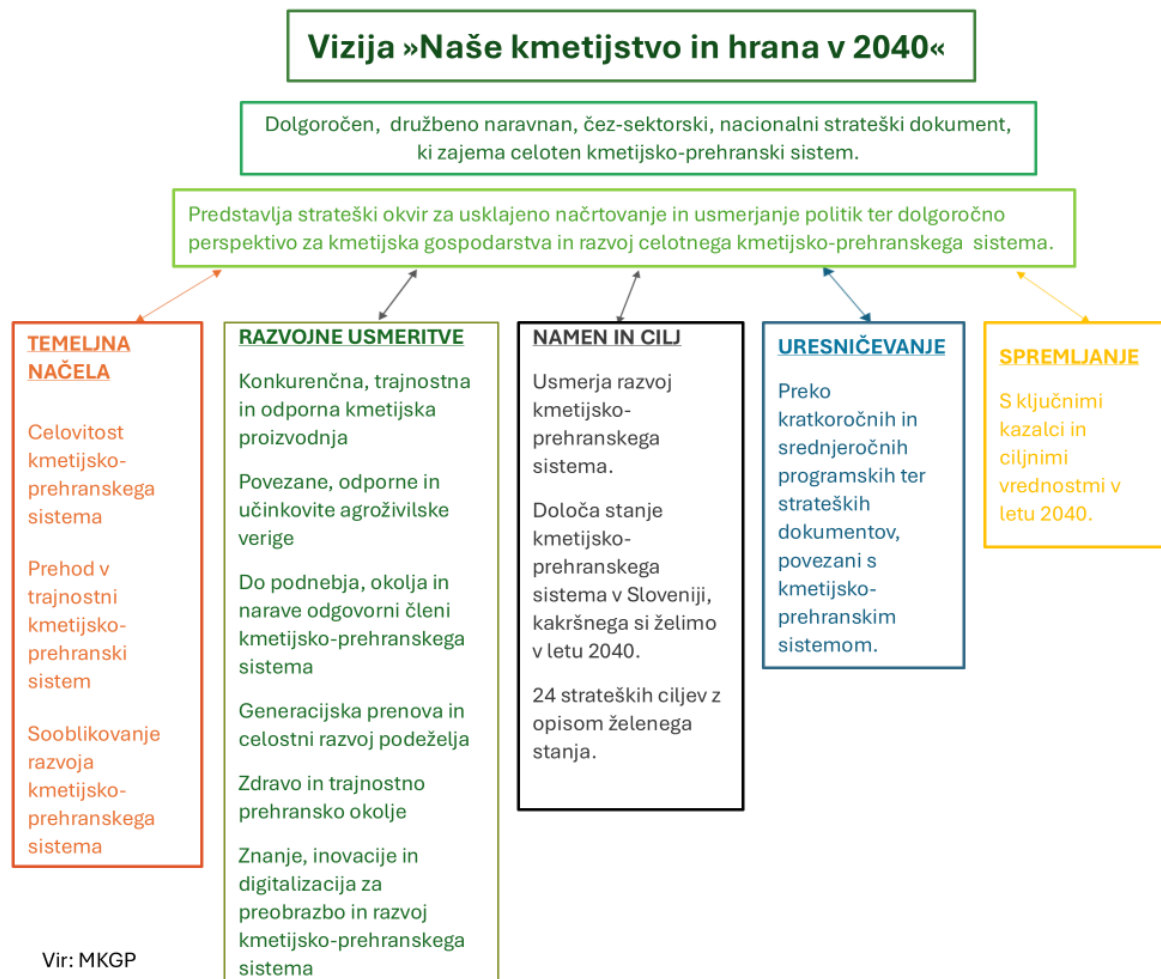 Vizija »Naše kmetijstvo in hrana v 2040«
Dolgoročen, družbeno naravnan, čez-sektorski, nacionalni strateški dokument,
ki zajema celoten kmetijsko-prehranski sistem.
Predstavlja strateški okvir za usklajeno načrtovanje in usmerjanje politik ter dolgoročno
perspektivo za kmetijska gospodarstva in razvoj celotnega kmetijsko-prehranskega sistema.
TEMELJNA
NAČELA
Celovitost
kmetijsko-
prehranskega
sistema
Prehod v
trajnostni
kmetijsko-
prehranski
sistem
Sooblikovanje
razvoja
kmetijsko-
prehranskega
sistema
RAZVOJNE USMERITVE
Konkurenčna, trajnostna
in odporna kmetijska
proizvodnja
Povezane, odporne in
učinkovite agroživilske
verige
Do podnebja, okolja in
narave odgovorni členi
kmetijsko-prehranskega
sistema
Generacijska prenova in
celostni razvoj podeželja
Zdravo in trajnostno
prehransko okolje
Znanje, inovacije in
digitalizacija za
preobrazbo in razvoj
kmetijsko-prehranskega
sistema
NAMEN IN CILJ
Usmerja razvoj
kmetijsko-
prehranskega
sistema.
Določa stanje
kmetijsko-
prehranskega
sistema v Sloveniji,
kakršnega si želimo
v letu 2040.
24 strateških ciljev z
opisom želenega
stanja.
URESNIČEVANJE
Preko
kratkoročnih in
srednjeročnih
programskih ter
strateških
dokumentov,
povezani s
kmetijsko-
prehranskim
sistemom.
SPREMLJANJE
S ključnimi
kazalci in
ciljnimi
vrednostmi v
letu 2040.
Vir: MKGP